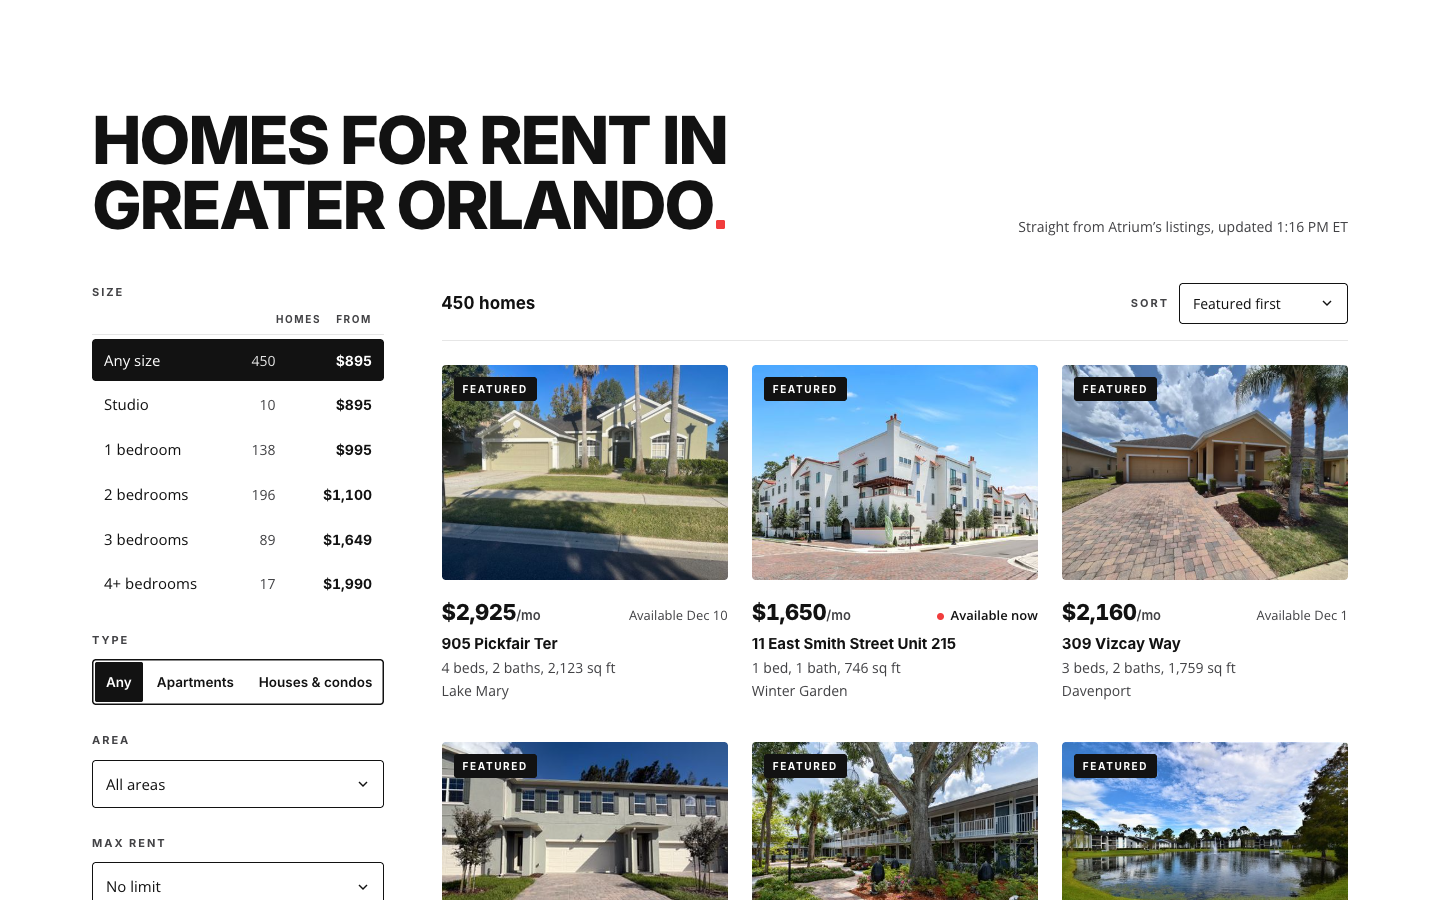 HOMES FOR RENT IN
GREATER ORLANDO.
Straight from Atrium’s listings, updated 1:16 PM ET
SIZE
HOMES FROM
Any size 450 $895
Studio 10 $895
1 bedroom 138 $995
2 bedrooms 196 $1,100
3 bedrooms 89 $1,649
4+ bedrooms 17 $1,990
TYPE
Any Apartments Houses & condos
AREA
All areas
MAX RENT
No limit
450 homes
SORT Featured first
FEATURED
$2,925/mo Available Dec 10
905 Pickfair Ter
4 beds, 2 baths, 2,123 sq ft
Lake Mary
FEATURED
$1,650/mo Available now
11 East Smith Street Unit 215
1 bed, 1 bath, 746 sq ft
Winter Garden
FEATURED
$2,160/mo Available Dec 1
309 Vizcay Way
3 beds, 2 baths, 1,759 sq ft
Davenport
FEATURED
FEATURED
FEATURED